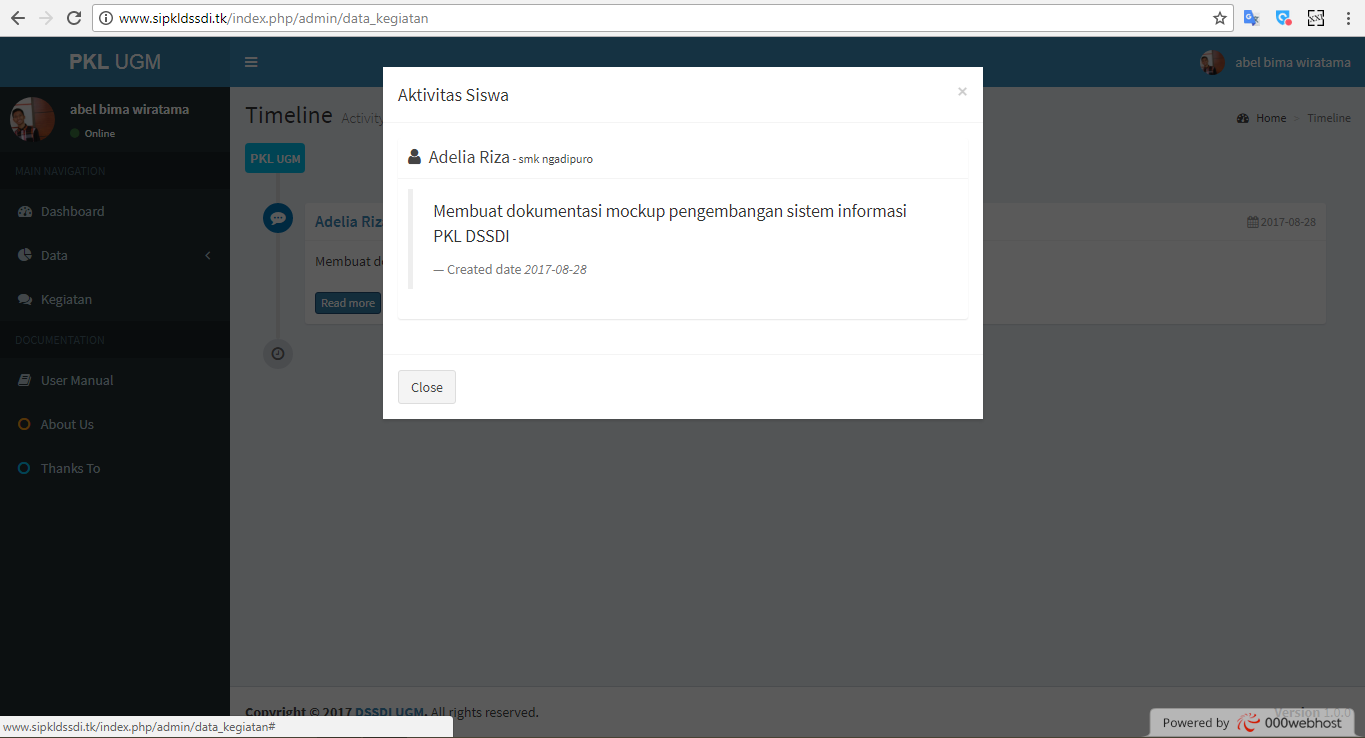 www.sipkldssdi.tk/index.php/admin/data_kegiatan
PKL UGM
abel bima wiratama
abel bima wiratama
Online
MAIN NAVIGATION
Dashboard
Data
Kegiatan
DOCUMENTATION
User Manual
About Us
Thanks To
Timeline Activity
Home > Timeline
PKL UGM
Adelia Riz
2017-08-28
Membuat d
Read more
Aktivitas Siswa
×
Adelia Riza - smk ngadipuro
Membuat dokumentasi mockup pengembangan sistem informasi
PKL DSSDI
— Created date 2017-08-28
Close
Copyright © 2017 DSSDI UGM. All rights reserved.
Version 1.0.0
www.sipkldssdi.tk/index.php/admin/data_kegiatan#
Powered by 000webhost